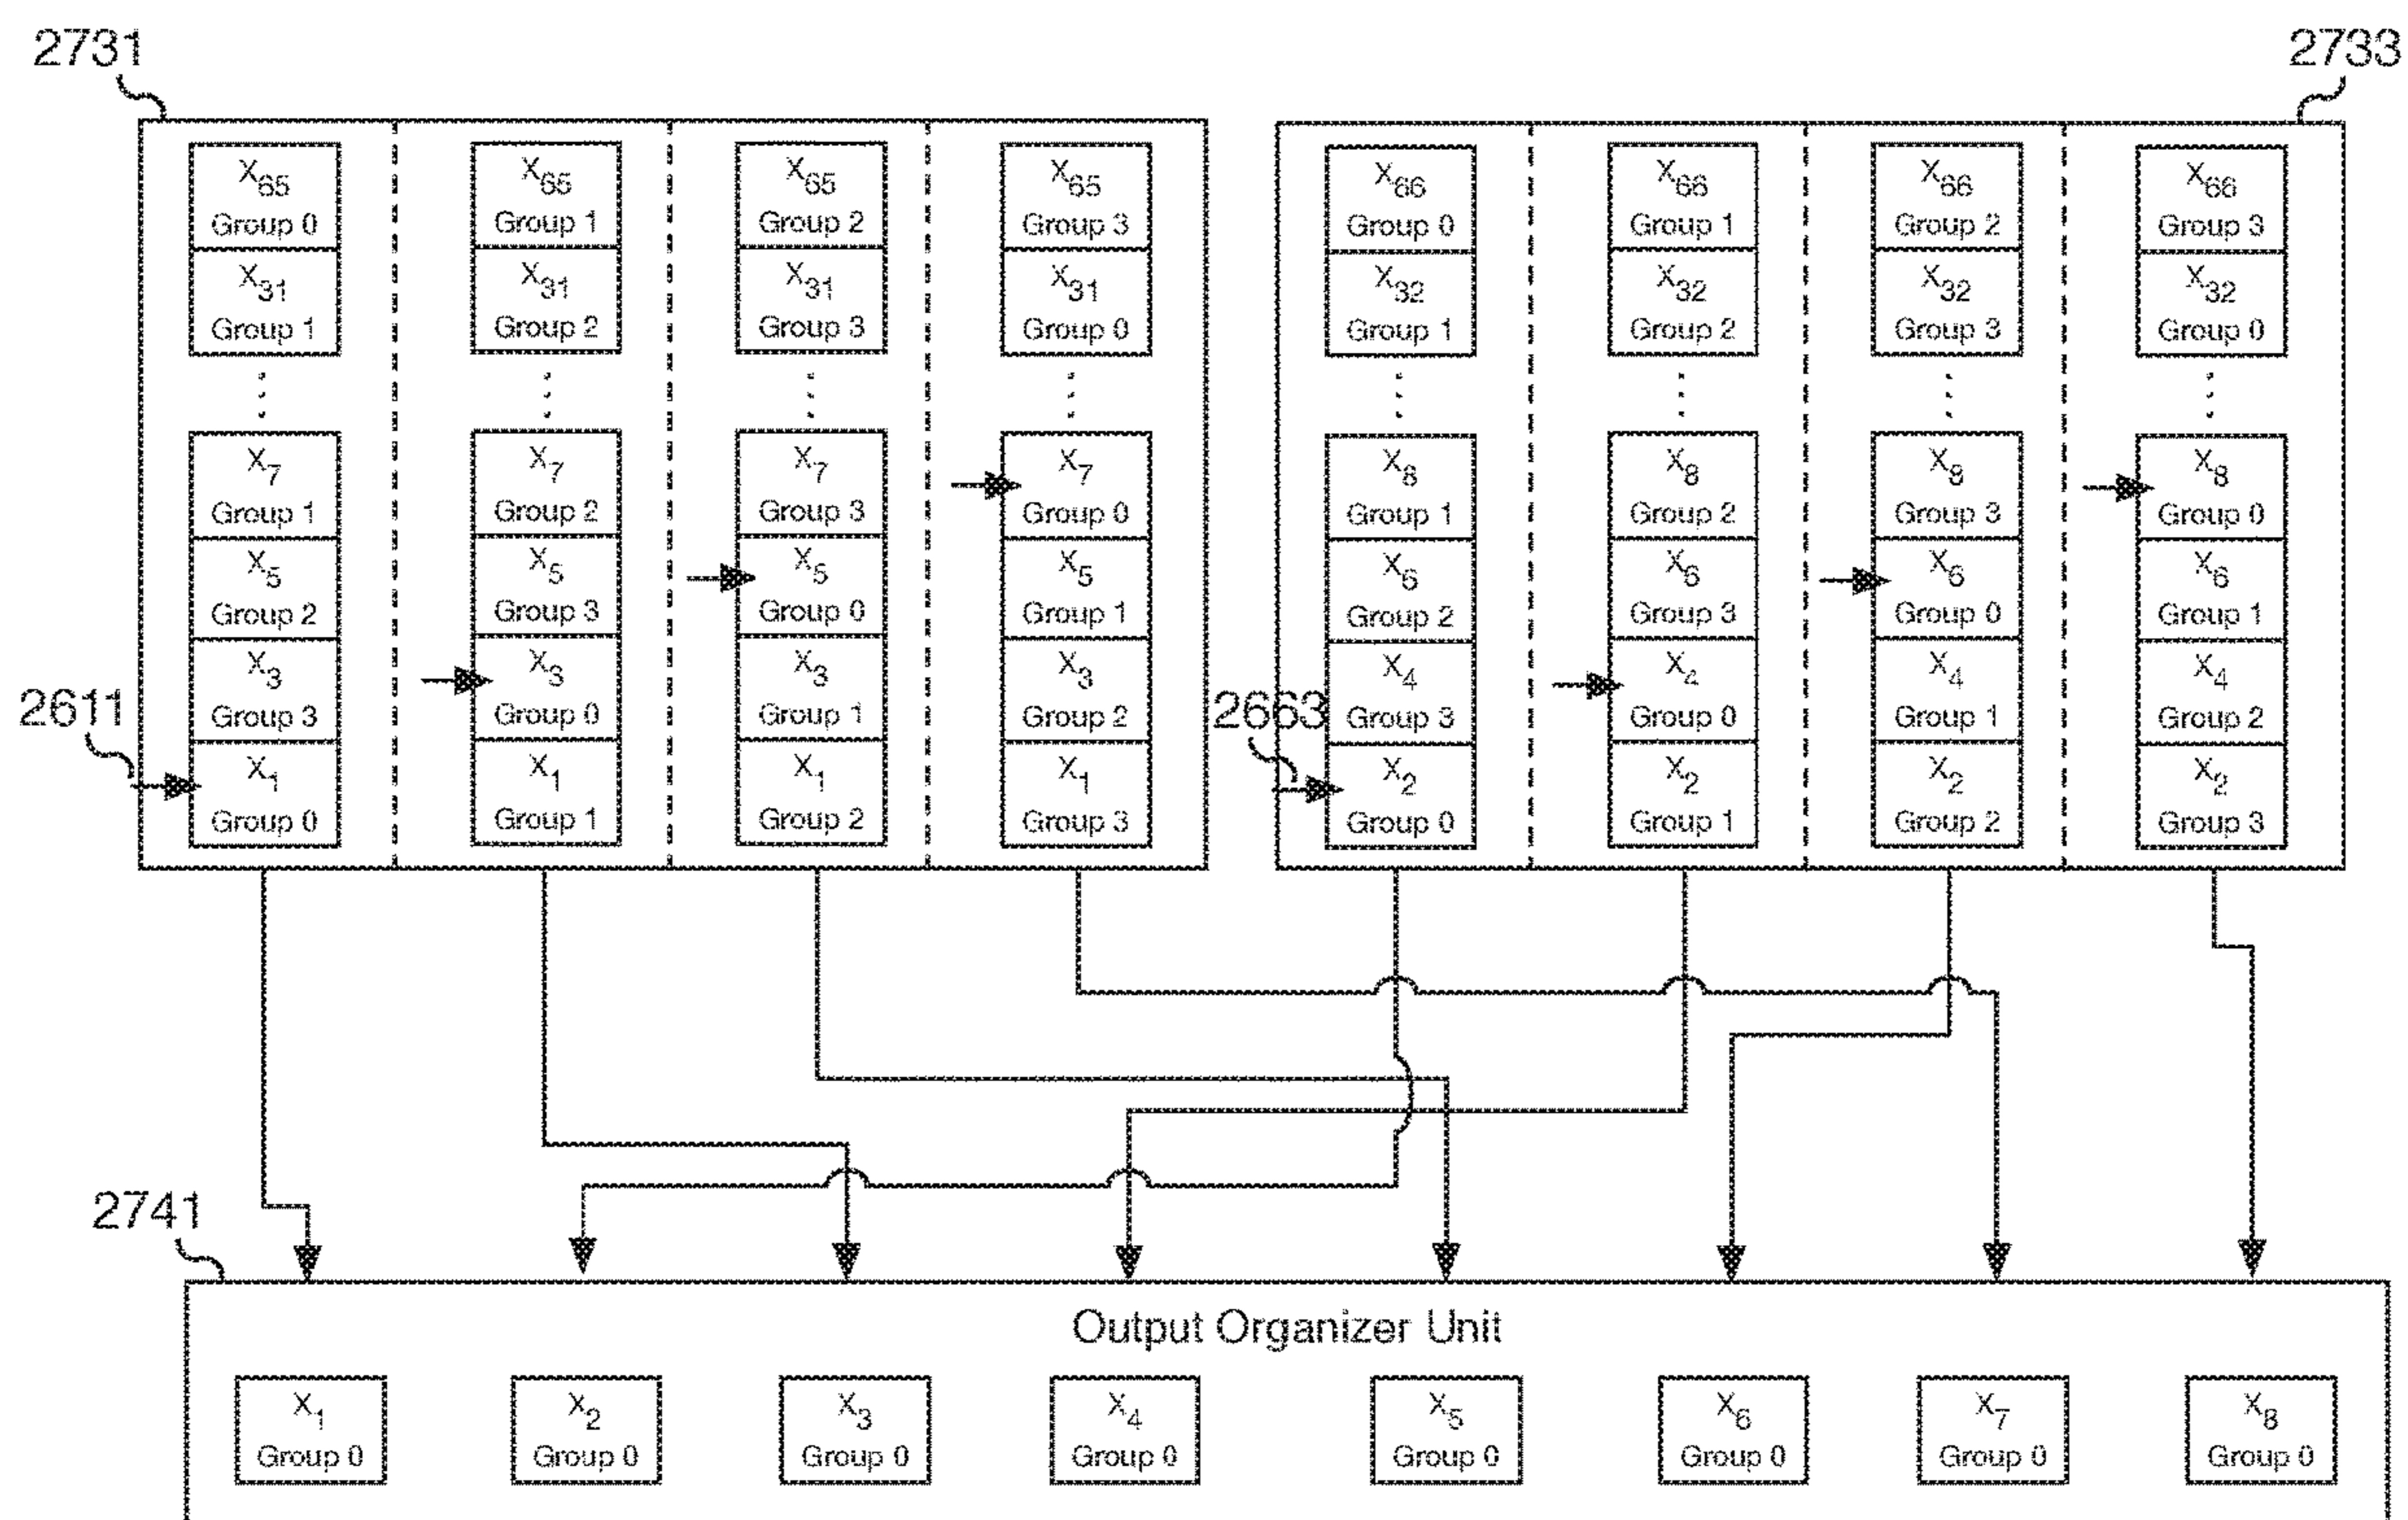 2731 2733
X65 X65 X65 X65 X66 X66 X66 X66
Group 0 Group 1 Group 2 Group 3 Group 0 Group 1 Group 2 Group 3
X31 X31 X31 X31 X32 X32 X32 X32
Group 1 Group 2 Group 3 Group 0 Group 1 Group 2 Group 3 Group 0
X7 X7 X7 X7 X8 X8 X8 X8
Group 1 Group 2 Group 3 Group 0 Group 1 Group 2 Group 3 Group 0
X5 X5 X5 X5 X6 X6 X6 X6
Group 2 Group 3 Group 0 Group 1 Group 2 Group 3 Group 0 Group 1
X3 X3 X3 X3 X4 X4 X4 X4
2611 Group 3 Group 0 Group 1 Group 2 2663 Group 3 Group 0 Group 1 Group 2
X1 X1 X1 X1 X2 X2 X2 X2
Group 0 Group 1 Group 2 Group 3 Group 0 Group 1 Group 2 Group 3
2741
Output Organizer Unit
X1 X2 X3 X4 X5 X6 X7 X8
Group 0 Group 0 Group 0 Group 0 Group 0 Group 0 Group 0 Group 0